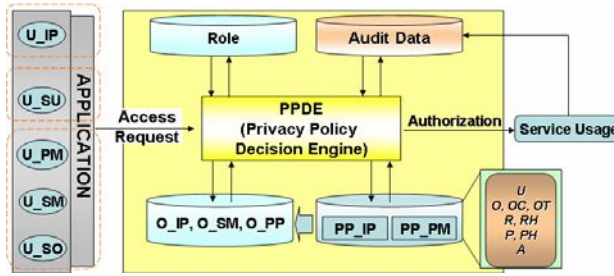 U_IP
U_SU
U_PM
U_SM
U_SO
APPLICATION
Access
Request
Role
Audit Data
PPDE
(Privacy Policy
Decision Engine)
Authorization
Service Usage
O_IP, O_SM, O_PP
PP_IP
PP_PM
U
O, OC, OT
R, RH
P, PH
A